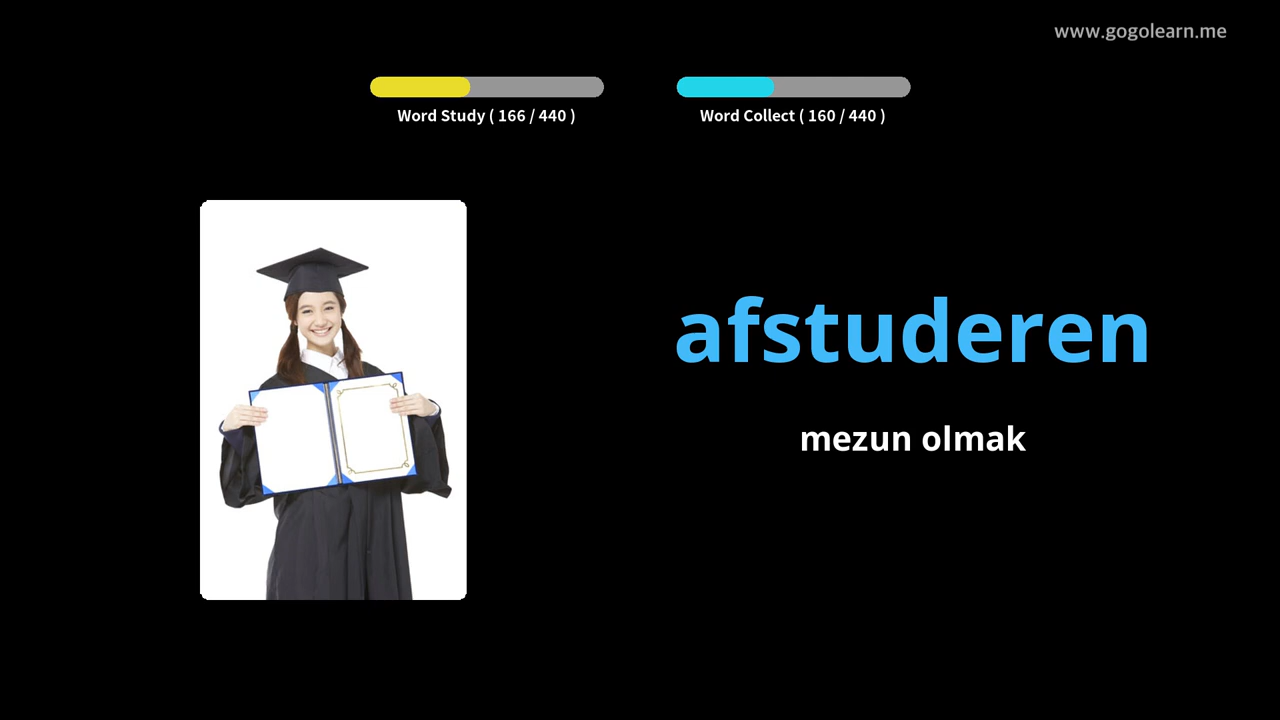 www.gogolearn.me
Word Study ( 166 / 440 )
Word Collect ( 160 / 440 )
afstuderen
mezun olmak